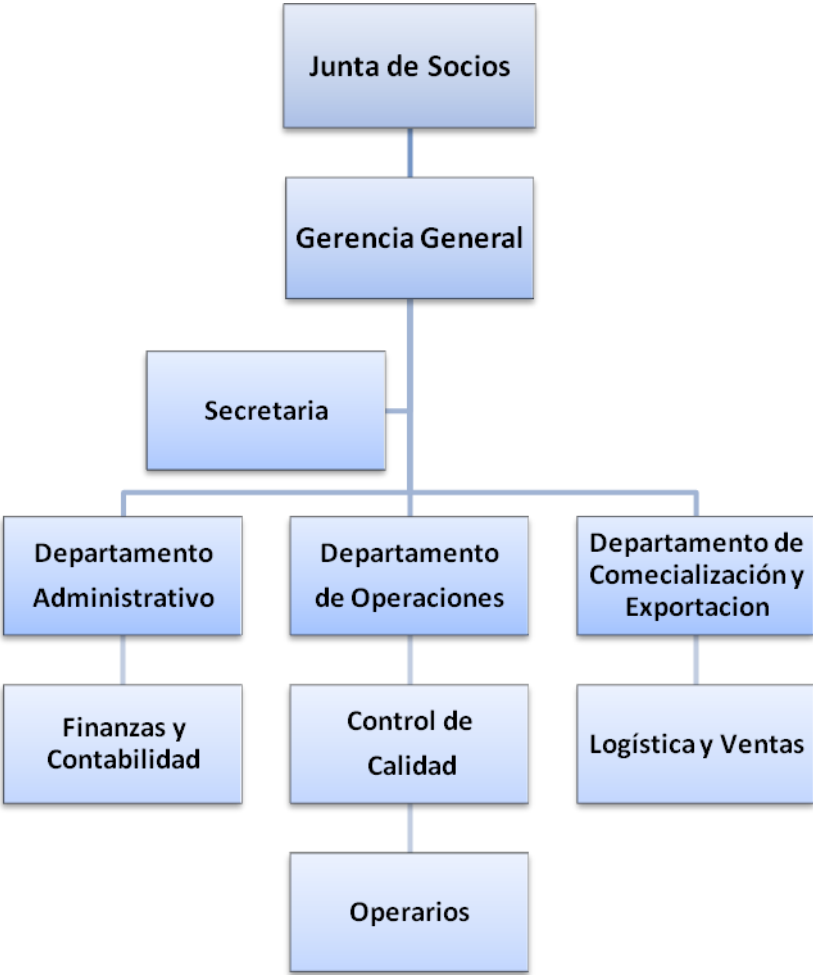 Junta de Socios
Gerencia General
Secretaria
Departamento
Administrativo
Departamento
de Operaciones
Departamento de
Comecialización y
Exportacion
Finanzas y
Contabilidad
Control de
Calidad
Logística y Ventas
Operarios